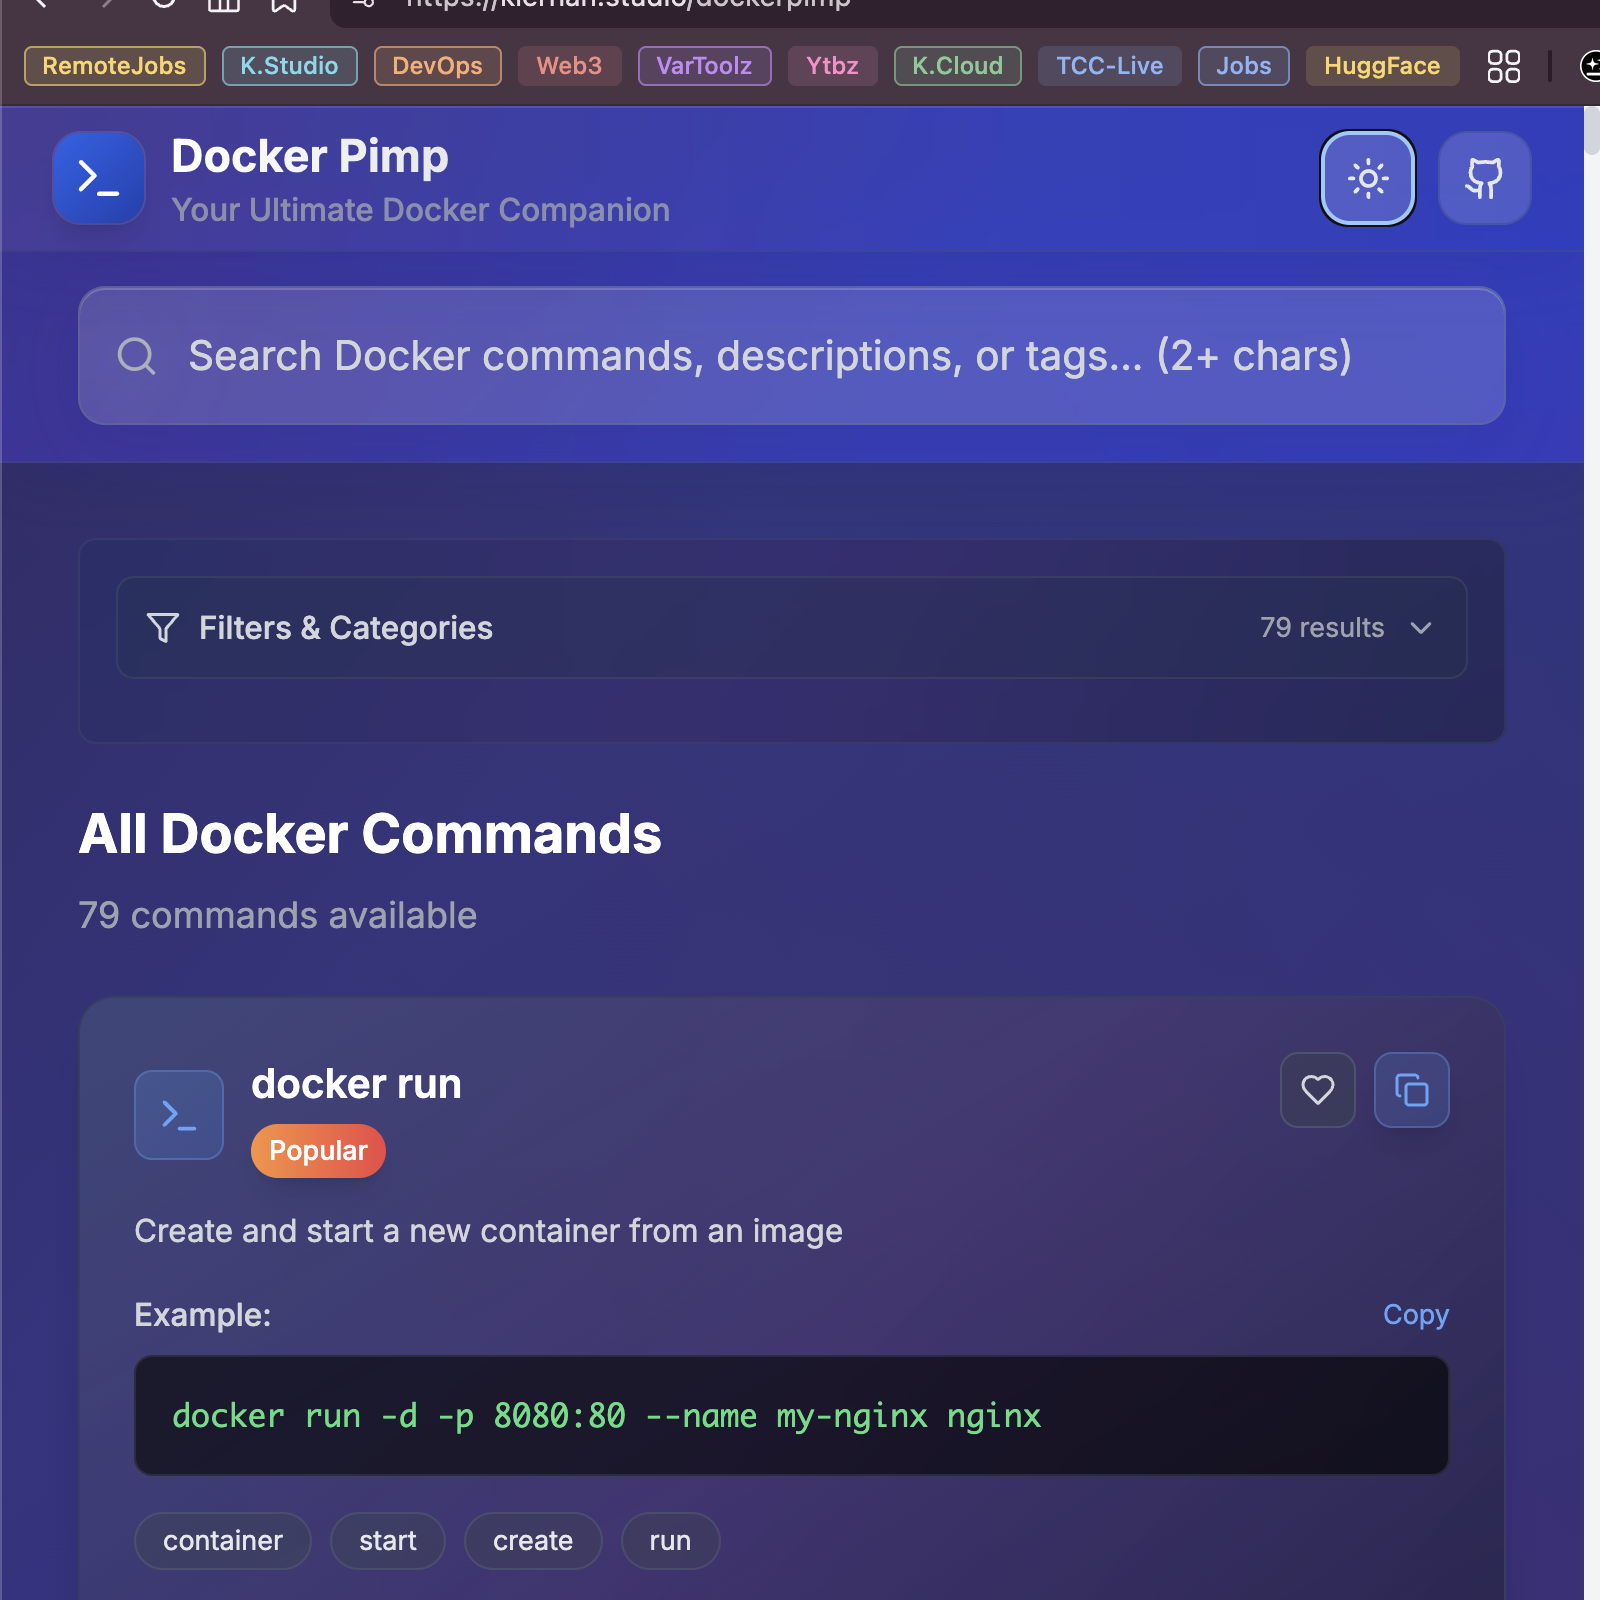 https://kiernan.studio/dockerpimp
RemoteJobs K.Studio DevOps Web3 VarToolz Ytbz K.Cloud TCC-Live Jobs HuggFace
Docker Pimp
Your Ultimate Docker Companion
Search Docker commands, descriptions, or tags... (2+ chars)
Filters & Categories 79 results
All Docker Commands
79 commands available
docker run
Popular
Create and start a new container from an image
Example: Copy
docker run -d -p 8080:80 --name my-nginx nginx
container start create run